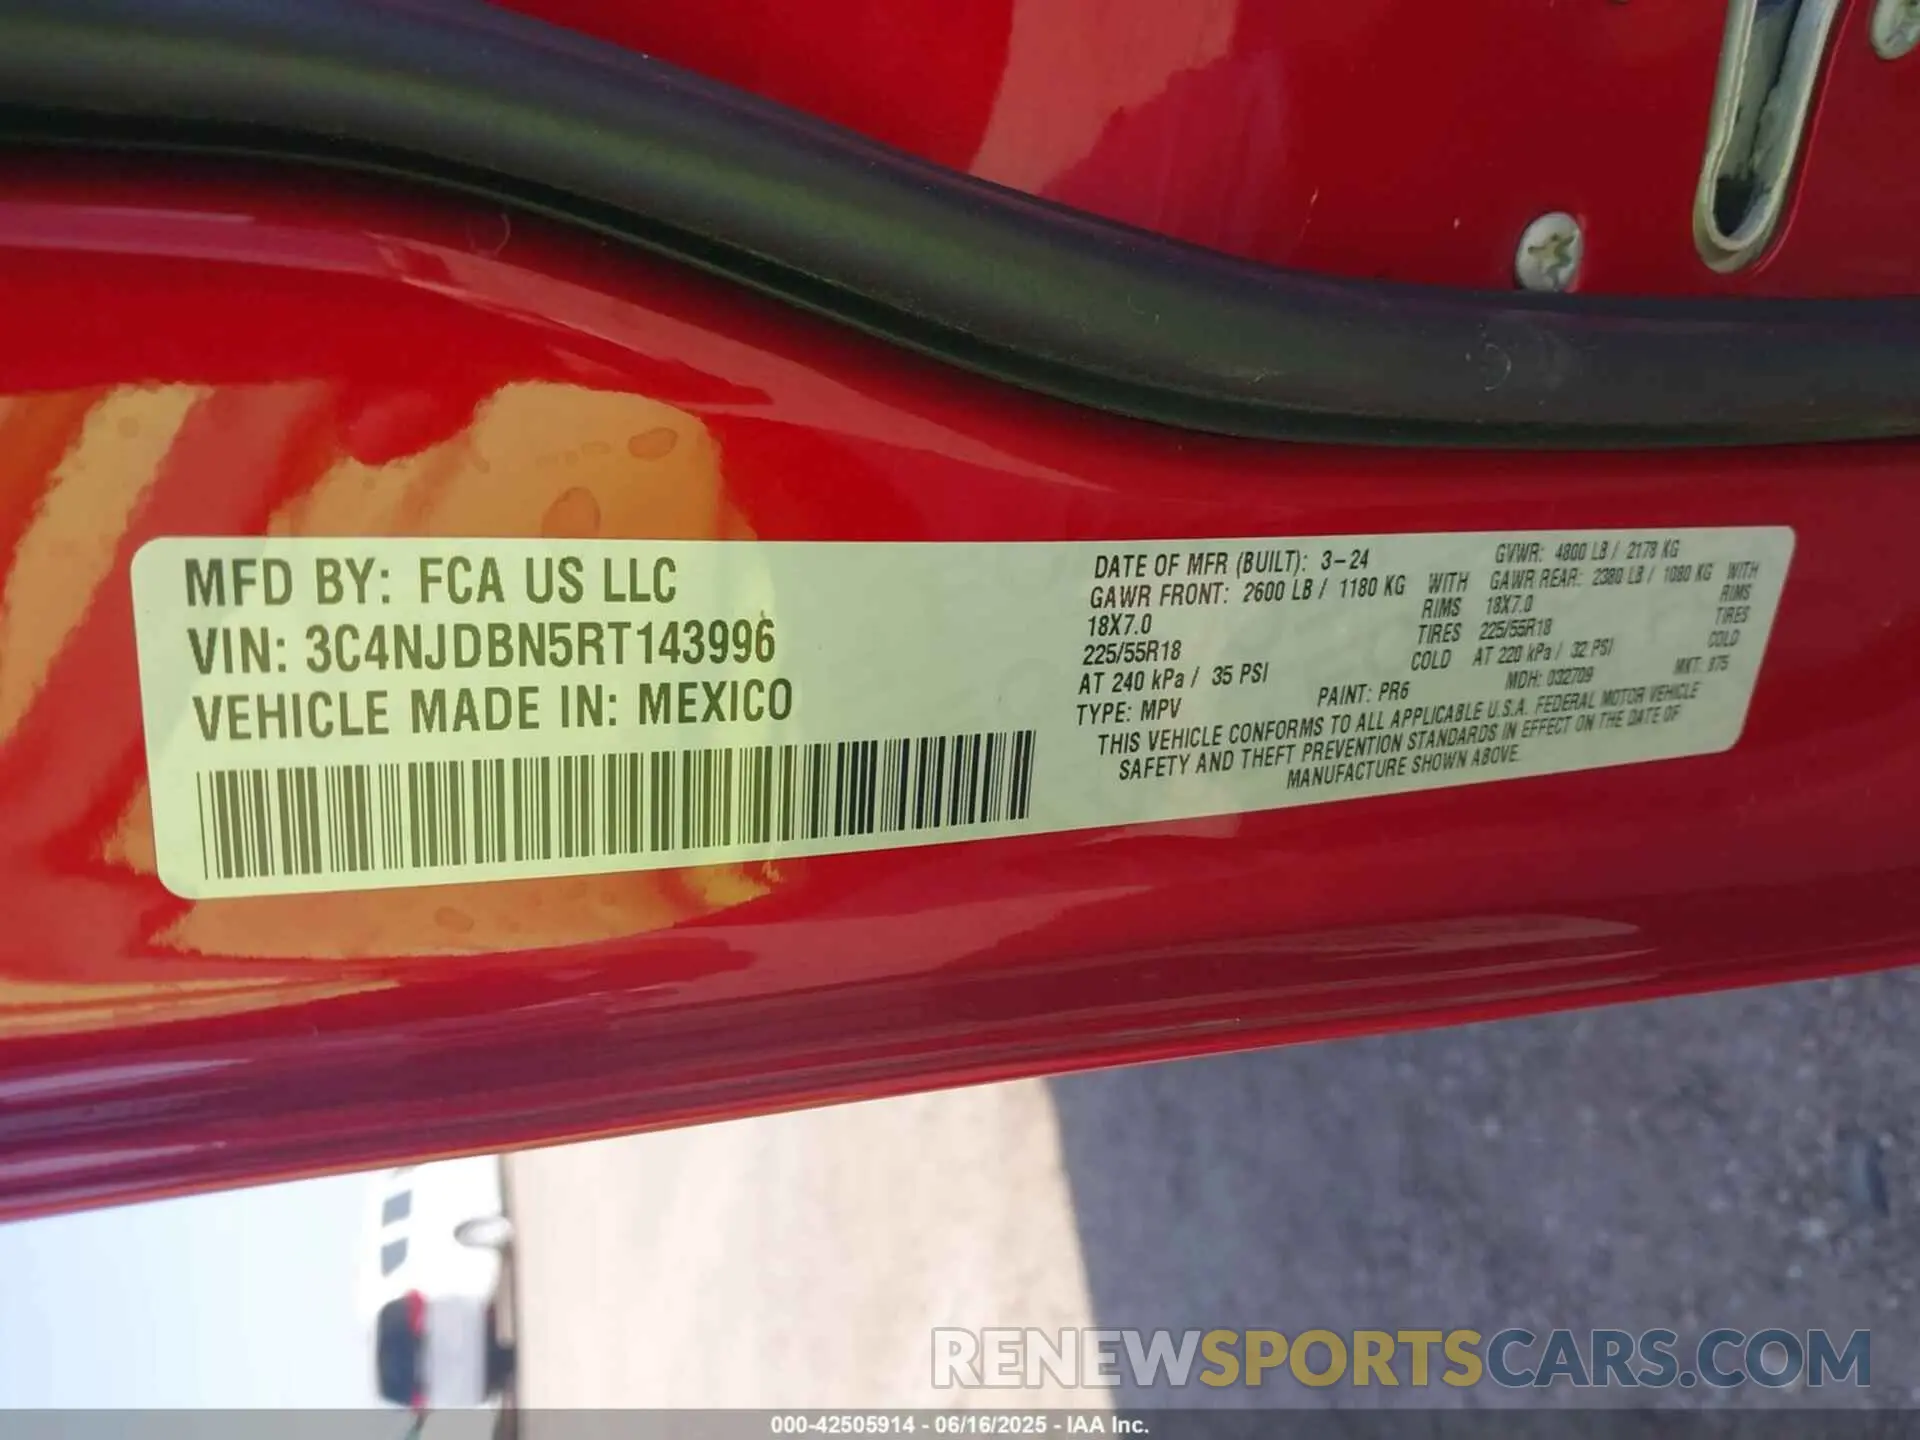 MFD BY: FCA US LLC
VIN: 3C4NJDBN5RT143996
VEHICLE MADE IN: MEXICO
DATE OF MFR (BUILT): 3-24 GVWR: 4800 LB / 2178 KG
GAWR FRONT: 2600 LB / 1180 KG WITH GAWR REAR: 2380 LB / 1080 KG WITH
18X7.0 RIMS 18X7.0 RIMS
225/55R18 TIRES 225/55R18 TIRES
AT 240 kPa / 35 PSI COLD AT 220 kPa / 32 PSI COLD
TYPE: MPV PAINT: PR6 MDH: 032709 MKT: 875
THIS VEHICLE CONFORMS TO ALL APPLICABLE U.S.A. FEDERAL MOTOR VEHICLE
SAFETY AND THEFT PREVENTION STANDARDS IN EFFECT ON THE DATE OF
MANUFACTURE SHOWN ABOVE.
RENEWSPORTSCARS.COM
000-42505914 - 06/16/2025 - IAA Inc.